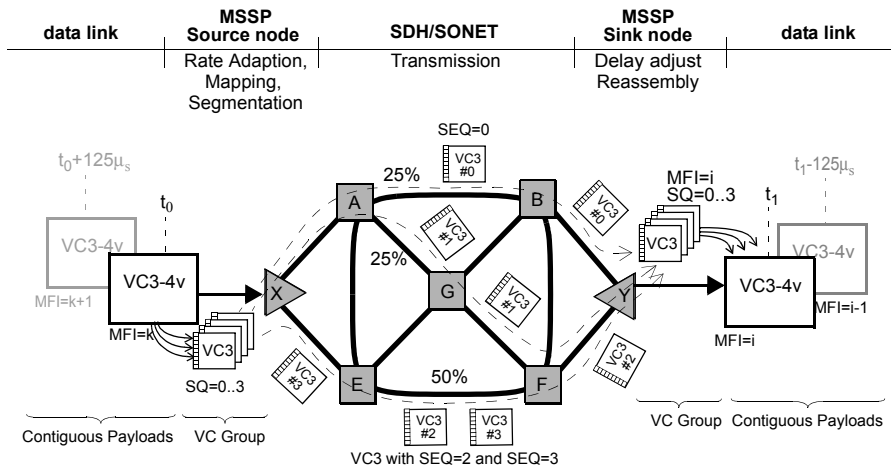 data link
MSSP
Source node
SDH/SONET
MSSP
Sink node
data link
Rate Adaption,
Mapping,
Segmentation
Transmission
Delay adjust
Reassembly
SEQ=0
t0+125μs
t0
VC3-4v
MFI=k+1
VC3-4v
MFI=k
VC3
SQ=0..3
X
A
B
G
E
F
Y
25%
25%
50%
VC3
#0
VC3
#0
VC3
#1
VC3
#1
VC3
#3
VC3
#2
VC3
#2
VC3
#3
VC3 with SEQ=2 and SEQ=3
MFI=i
SQ=0..3
VC3
t1
t1-125μs
VC3-4v
VC3-4v
MFI=i-1
MFI=i
Contiguous Payloads
VC Group
VC Group
Contiguous Payloads